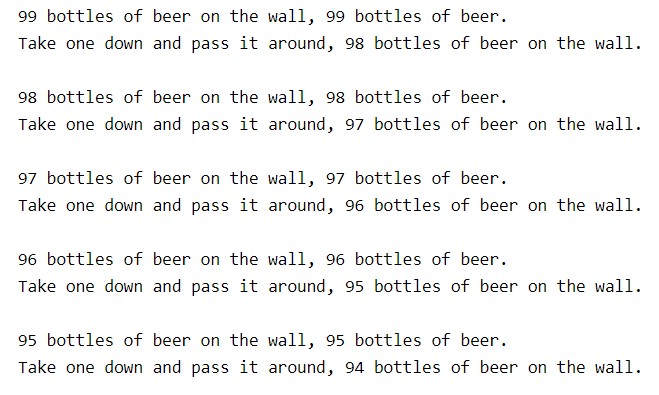 99 bottles of beer on the wall, 99 bottles of beer.
Take one down and pass it around, 98 bottles of beer on the wall.
98 bottles of beer on the wall, 98 bottles of beer.
Take one down and pass it around, 97 bottles of beer on the wall.
97 bottles of beer on the wall, 97 bottles of beer.
Take one down and pass it around, 96 bottles of beer on the wall.
96 bottles of beer on the wall, 96 bottles of beer.
Take one down and pass it around, 95 bottles of beer on the wall.
95 bottles of beer on the wall, 95 bottles of beer.
Take one down and pass it around, 94 bottles of beer on the wall.